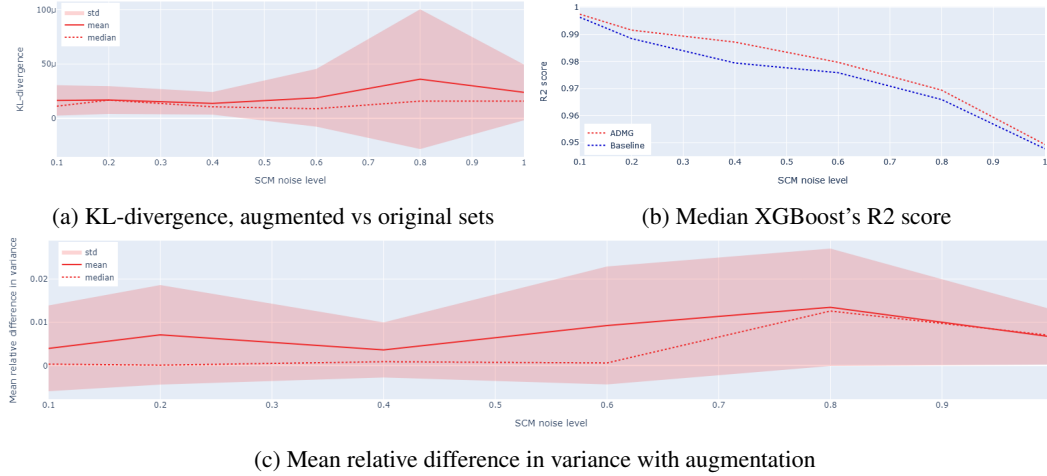 100μ
50μ
0
KL-divergence
std
mean
median
0.1 0.2 0.3 0.4 0.5 0.6 0.7 0.8 0.9 1
SCM noise level
(a) KL-divergence, augmented vs original sets
1
0.99
0.98
0.97
0.96
0.95
R2 score
ADMG
Baseline
0.1 0.2 0.3 0.4 0.5 0.6 0.7 0.8 0.9 1
SCM noise level
(b) Median XGBoost's R2 score
Mean relative difference in variance
0.02
0.01
0
std
mean
median
0.1 0.2 0.3 0.4 0.5 0.6 0.7 0.8 0.9
SCM noise level
(c) Mean relative difference in variance with augmentation